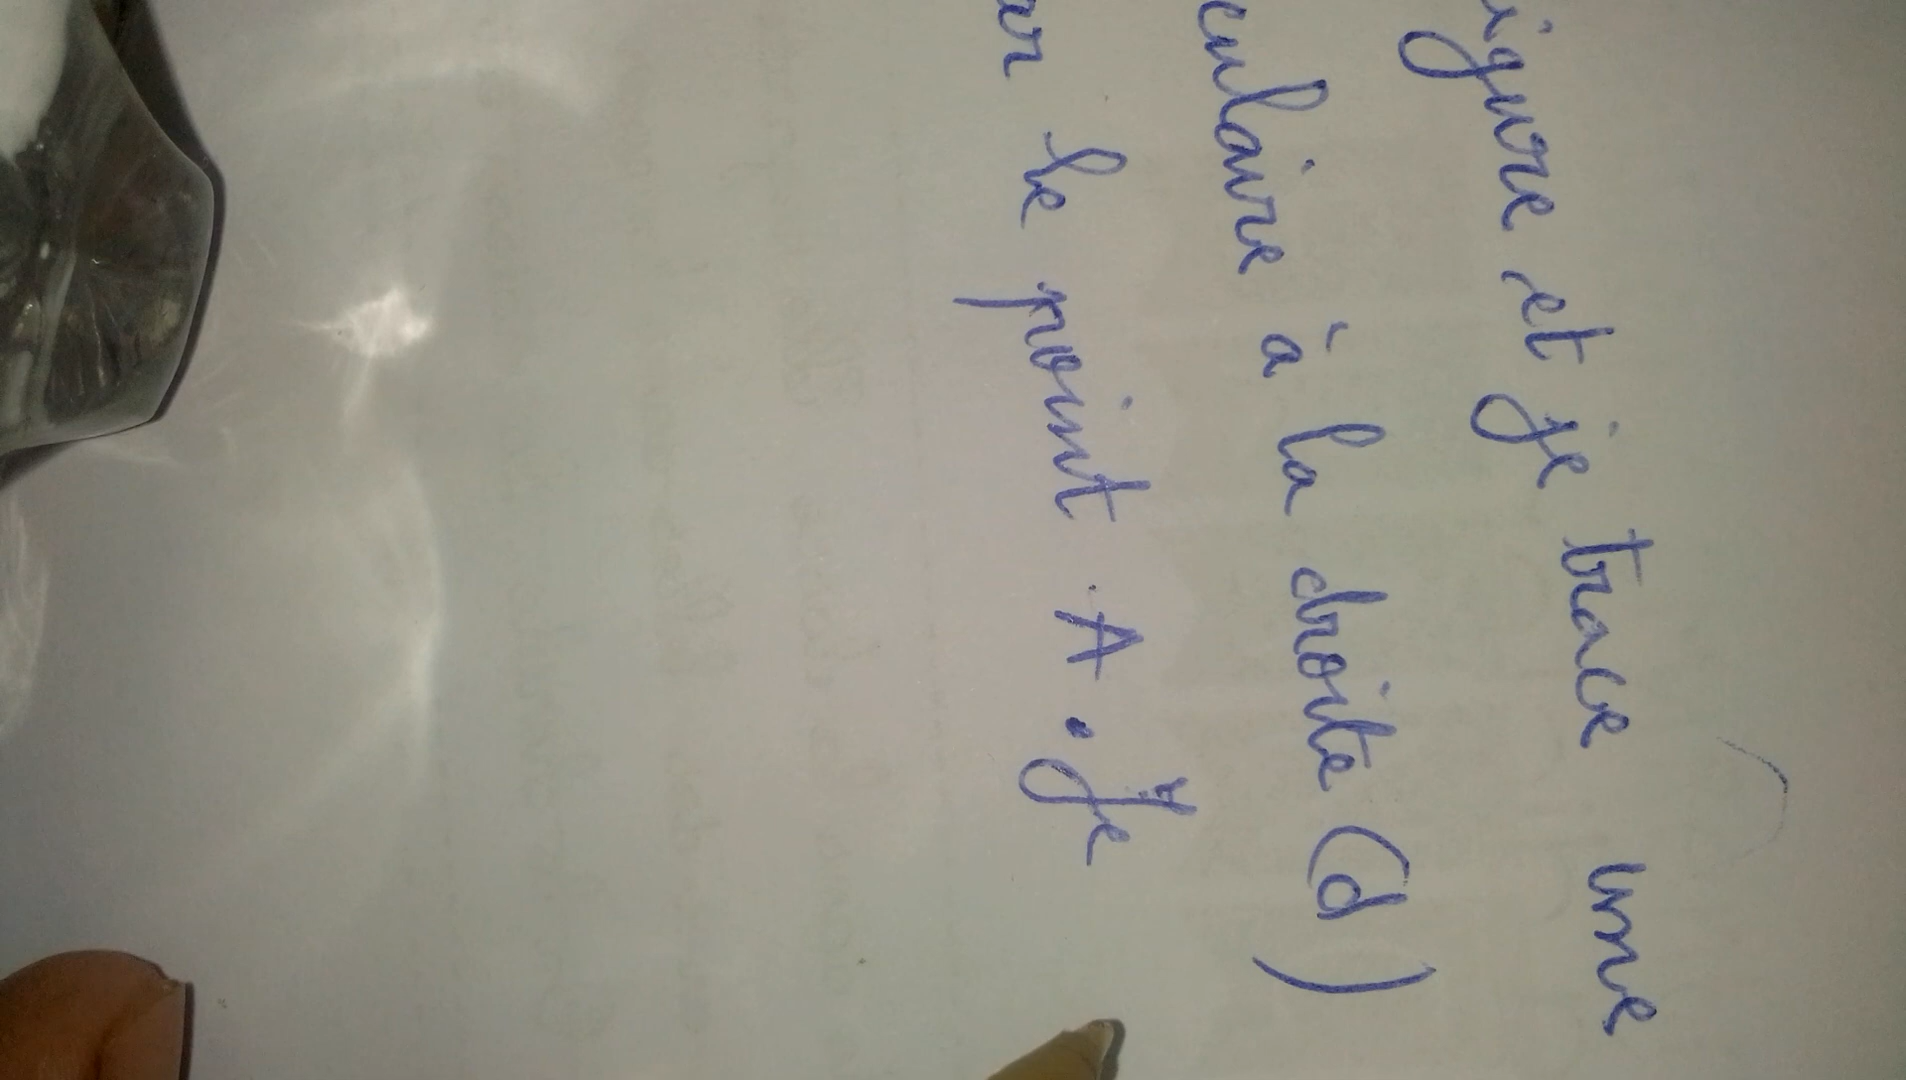 igure et je trace une
culaire à la droite (d)
ar le point A. Je